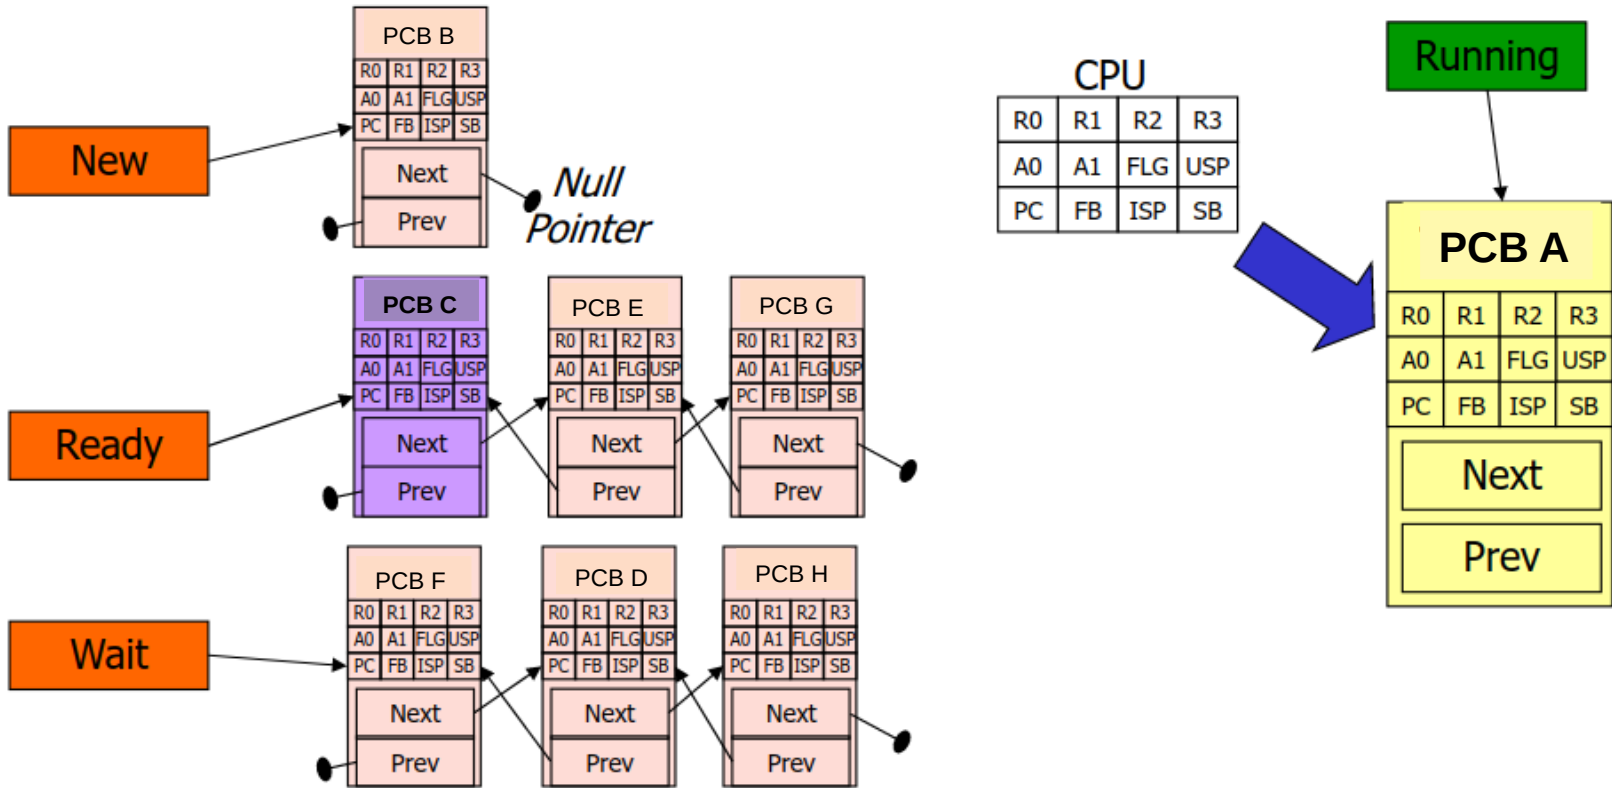 PCB B
R0 R1 R2 R3
A0 A1 FLG USP
PC FB ISP SB
Next
Prev
New
Null
Pointer
CPU
R0 R1 R2 R3
A0 A1 FLG USP
PC FB ISP SB
Running
PCB A
R0 R1 R2 R3
A0 A1 FLG USP
PC FB ISP SB
Next
Prev
Ready
PCB C
R0 R1 R2 R3
A0 A1 FLG USP
PC FB ISP SB
Next
Prev
PCB E
R0 R1 R2 R3
A0 A1 FLG USP
PC FB ISP SB
Next
Prev
PCB G
R0 R1 R2 R3
A0 A1 FLG USP
PC FB ISP SB
Next
Prev
Wait
PCB F
R0 R1 R2 R3
A0 A1 FLG USP
PC FB ISP SB
Next
Prev
PCB D
R0 R1 R2 R3
A0 A1 FLG USP
PC FB ISP SB
Next
Prev
PCB H
R0 R1 R2 R3
A0 A1 FLG USP
PC FB ISP SB
Next
Prev